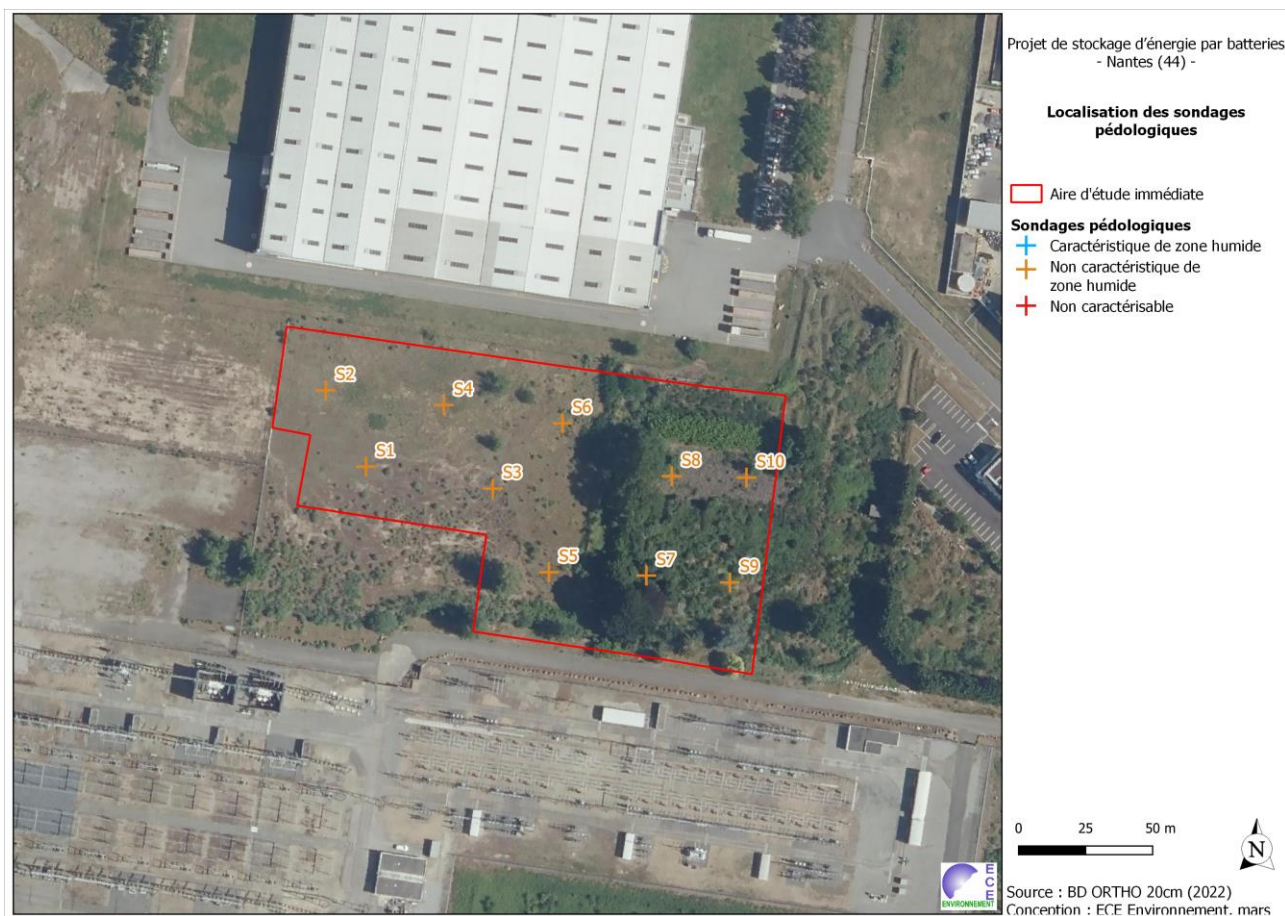 Projet de stockage d'énergie par batteries
- Nantes (44) -
Localisation des sondages
pédologiques
Aire d'étude immédiate
Sondages pédologiques
Caractéristique de zone humide
Non caractéristique de
zone humide
Non caractérisable
S2
S4
S6
S1
S3
S8
S10
S5
S7
S9
0 25 50 m
N
E
C
E
ENVIRONNEMENT
Source : BD ORTHO 20cm (2022)
Conception : ECE Environnement, mars